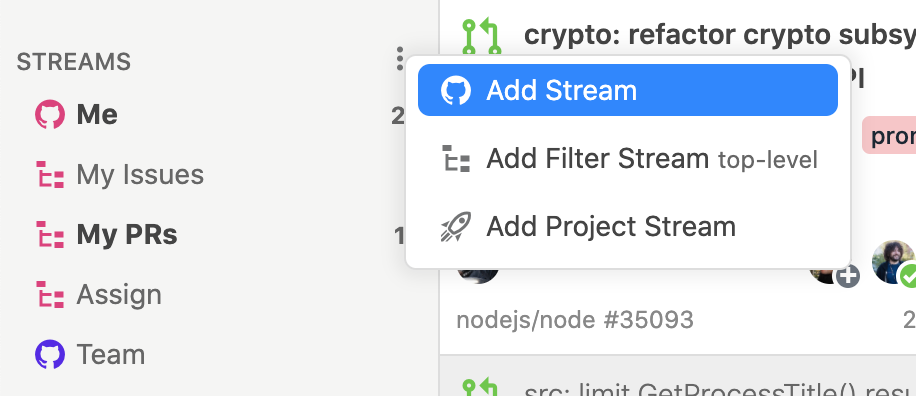 STREAMS
Me 2
My Issues
My PRs 1
Assign
Team
crypto: refactor crypto subsy
Add Stream
Add Filter Stream top-level
Add Project Stream
nodejs/node #35093 2
src: limit GetProcessTitle() resu